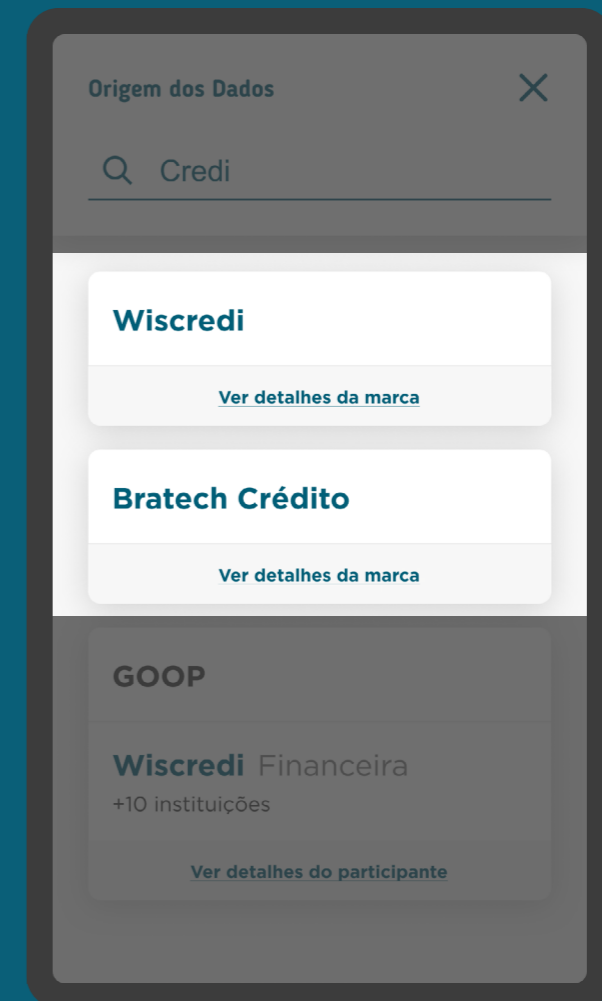 Origem dos Dados
Credi
Wiscredi
Ver detalhes da marca
Bratech Crédito
Ver detalhes da marca
GOOP
Wiscredi Financeira
+10 instituições
Ver detalhes do participante